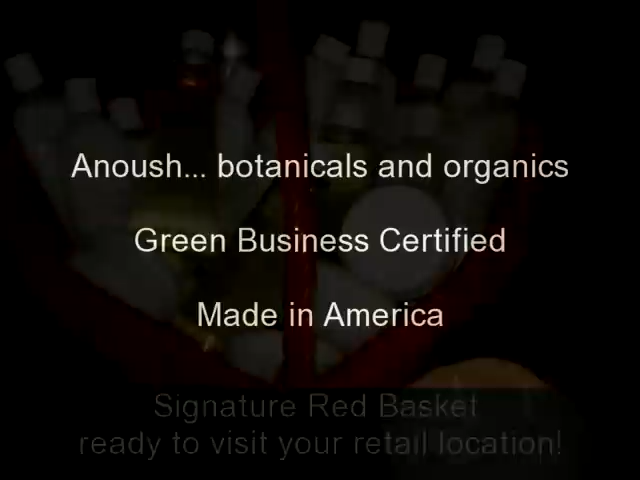 Anoush... botanicals and organics
Green Business Certified
Made in America
Signature Red Basket
ready to visit your retail location!